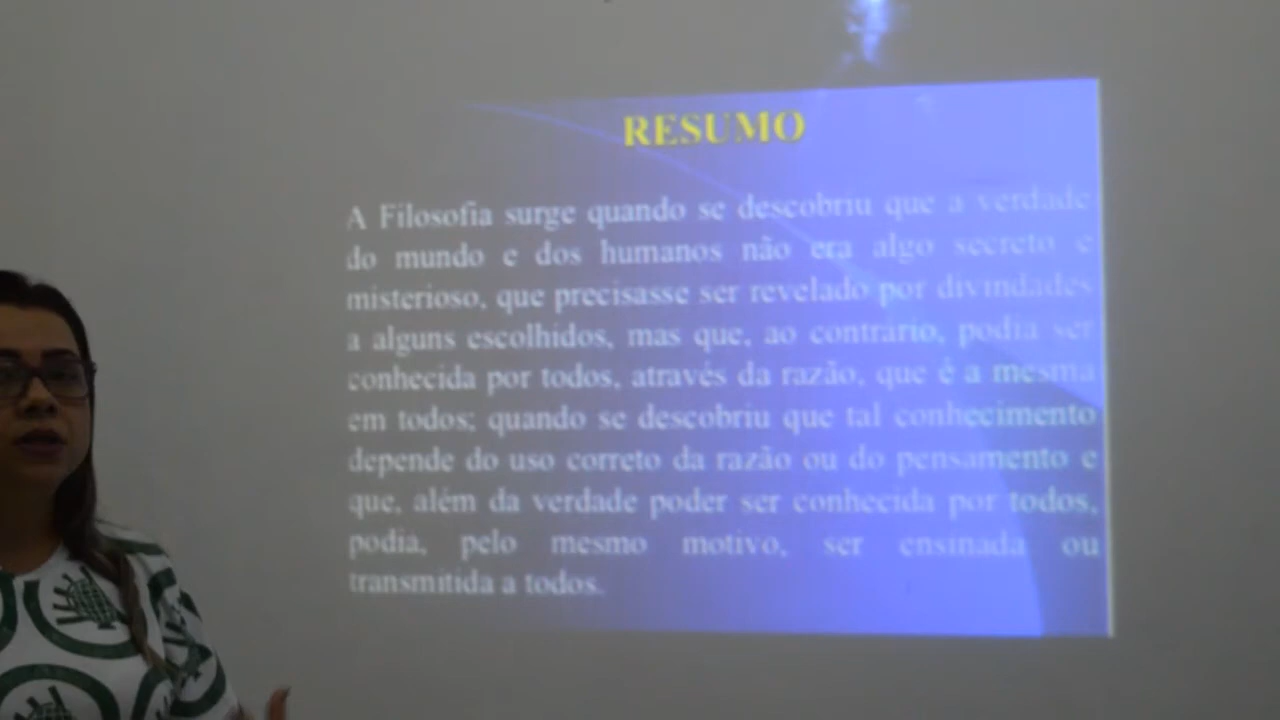 RESUMO
A Filosofia surge quando se descobriu que a verdade
do mundo e dos humanos não era algo secreto e
misterioso, que precisasse ser revelado por divindades
a alguns escolhidos, mas que, ao contrário, podia ser
conhecida por todos, através da razão, que é a mesma
em todos; quando se descobriu que tal conhecimento
depende do uso correto da razão ou do pensamento e
que, além da verdade poder ser conhecida por todos,
podia, pelo mesmo motivo, ser ensinada ou
transmitida a todos.